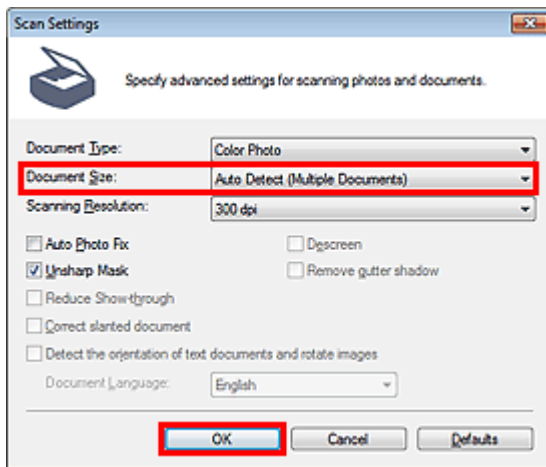 Scan Settings
Specify advanced settings for scanning photos and documents.
Document Type: Color Photo
Document Size: Auto Detect (Multiple Documents)
Scanning Resolution: 300 dpi
Auto Photo Fix Descreen
Unsharp Mask Remove gutter shadow
Reduce Show-through
Correct slanted document
Detect the orientation of text documents and rotate images
Document Language: English
OK Cancel Defaults